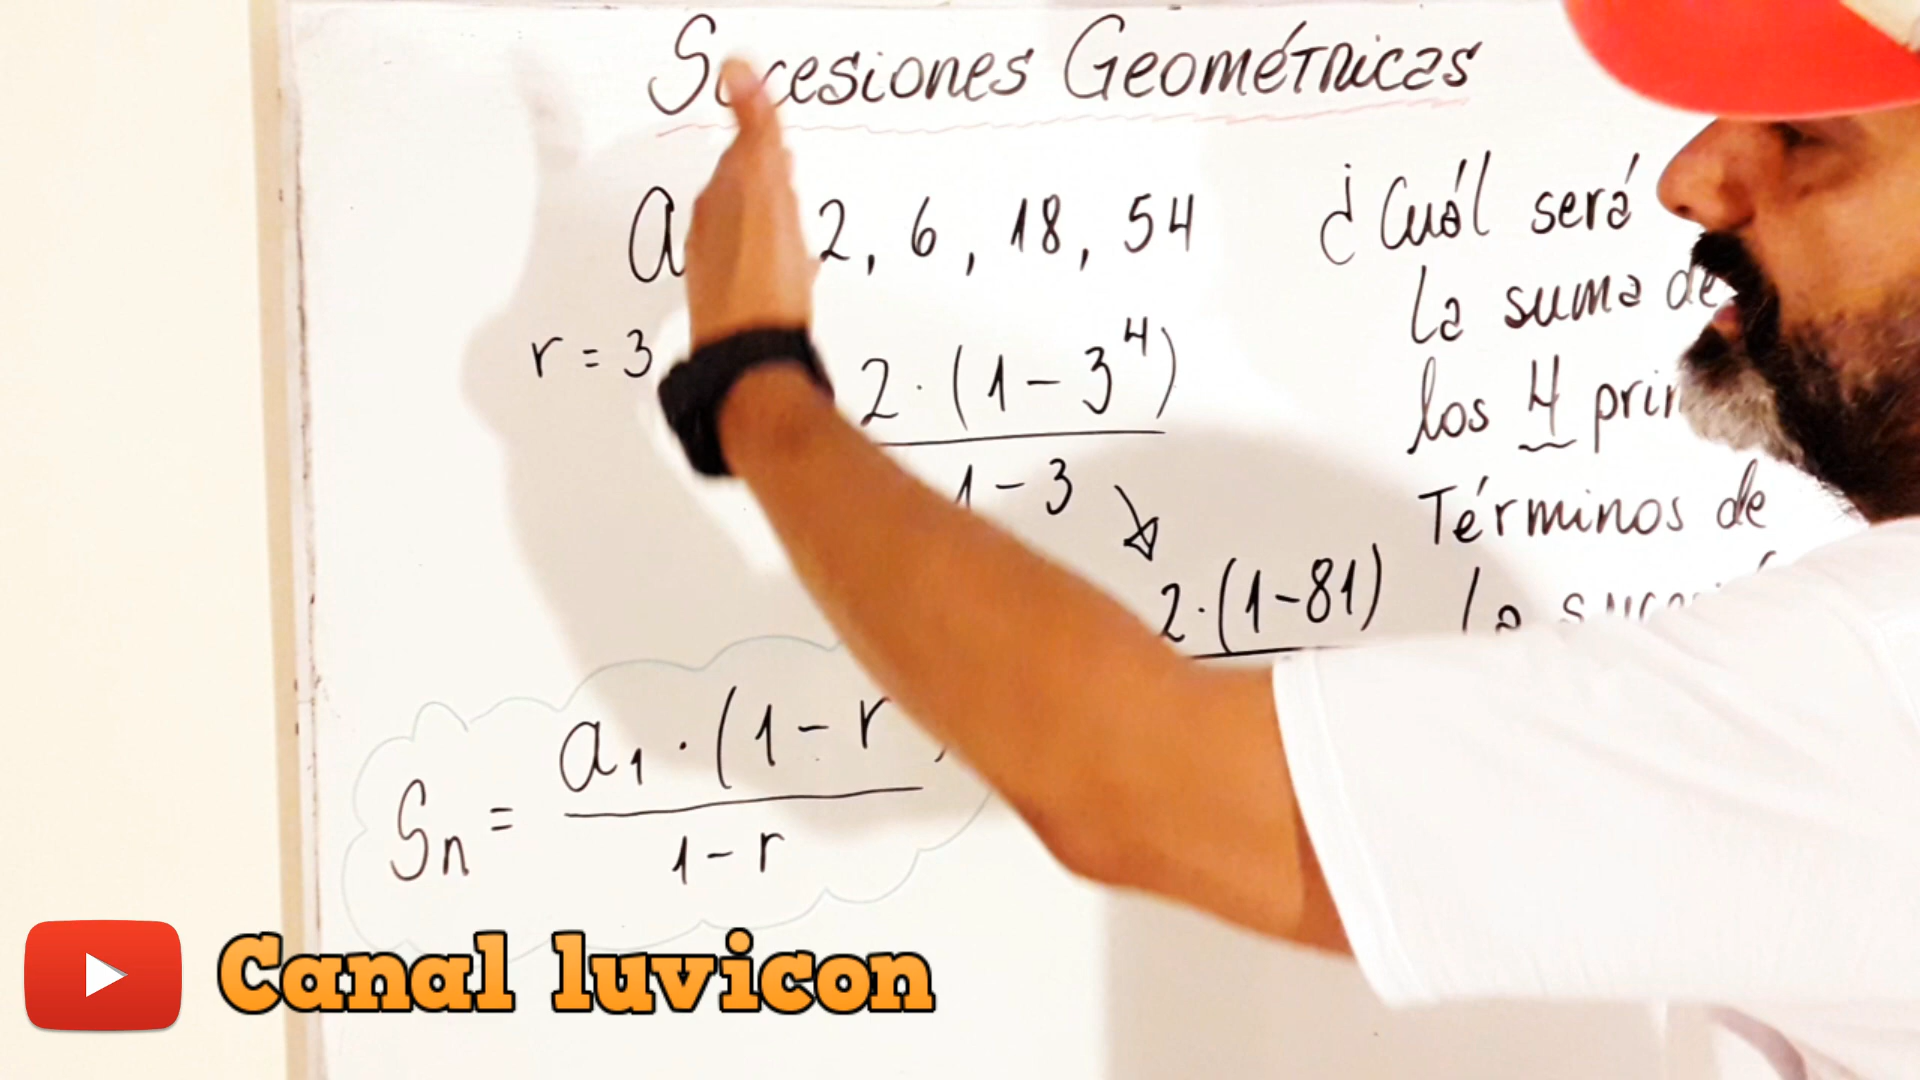 Sucesiones Geométricas
a 2, 6, 18, 54
r = 3
2 · (1 - 3⁴)
1 - 3
2 · (1 - 81)
¿Cuál será
la suma de
los 4
Términos de
la
Sn = a₁ · (1 - r
1 - r
Canal luvicon